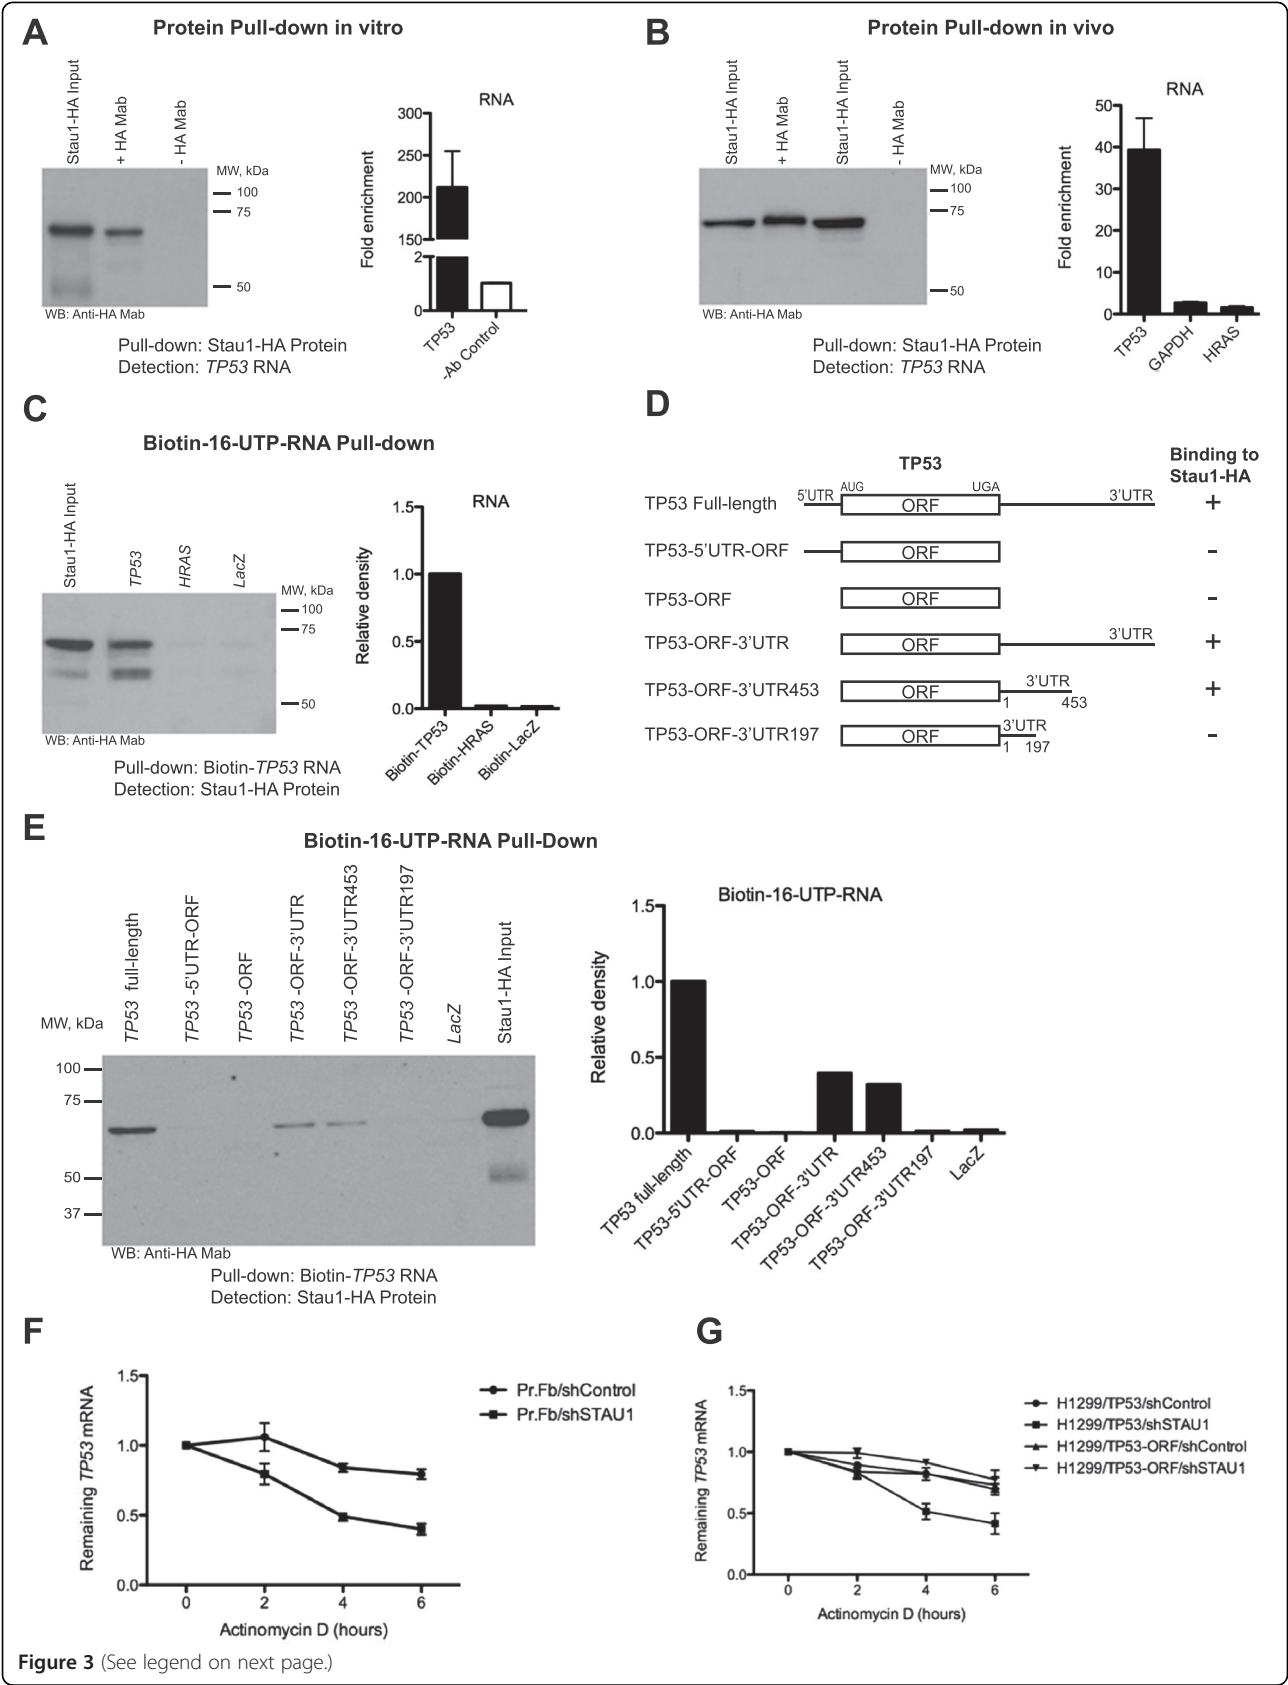 A
Protein Pull-down in vitro
Stau1-HA Input
+ HA Mab
- HA Mab
MW, kDa
100
75
50
WB: Anti-HA Mab
RNA
Fold enrichment
300
250
200
150
2
0
TP53
-Ab Control
Pull-down: Stau1-HA Protein
Detection: TP53 RNA
B
Protein Pull-down in vivo
Stau1-HA Input
+ HA Mab
Stau1-HA Input
- HA Mab
MW, kDa
100
75
50
WB: Anti-HA Mab
RNA
Fold enrichment
50
40
30
20
10
0
TP53
GAPDH
HRAS
Pull-down: Stau1-HA Protein
Detection: TP53 RNA
C
Biotin-16-UTP-RNA Pull-down
Stau1-HA Input
TP53
HRAS
LacZ
MW, kDa
100
75
50
WB: Anti-HA Mab
RNA
Relative density
1.5
1.0
0.5
0.0
Biotin-TP53
Biotin-HRAS
Biotin-LacZ
Pull-down: Biotin-TP53 RNA
Detection: Stau1-HA Protein
D
TP53
Binding to
Stau1-HA
TP53 Full-length 5'UTR AUG ORF UGA 3'UTR +
TP53-5'UTR-ORF ORF -
TP53-ORF ORF -
TP53-ORF-3'UTR ORF 3'UTR +
TP53-ORF-3'UTR453 ORF 3'UTR 1 453 +
TP53-ORF-3'UTR197 ORF 3'UTR 1 197 -
E
Biotin-16-UTP-RNA Pull-Down
TP53 full-length
TP53 -5'UTR-ORF
TP53 -ORF
TP53 -ORF-3'UTR
TP53 -ORF-3'UTR453
TP53 -ORF-3'UTR197
LacZ
Stau1-HA Input
MW, kDa
100
75
50
37
WB: Anti-HA Mab
Pull-down: Biotin-TP53 RNA
Detection: Stau1-HA Protein
Biotin-16-UTP-RNA
Relative density
1.5
1.0
0.5
0.0
TP53 full-length
TP53-5'UTR-ORF
TP53-ORF
TP53-ORF-3'UTR
TP53-ORF-3'UTR453
TP53-ORF-3'UTR197
LacZ
F
Remaining TP53 mRNA
1.5
1.0
0.5
0.0
0 2 4 6
Actinomycin D (hours)
Pr.Fb/shControl
Pr.Fb/shSTAU1
G
Remaining TP53 mRNA
1.5
1.0
0.5
0.0
0 2 4 6
Actinomycin D (hours)
H1299/TP53/shControl
H1299/TP53/shSTAU1
H1299/TP53-ORF/shControl
H1299/TP53-ORF/shSTAU1
Figure 3 (See legend on next page.)